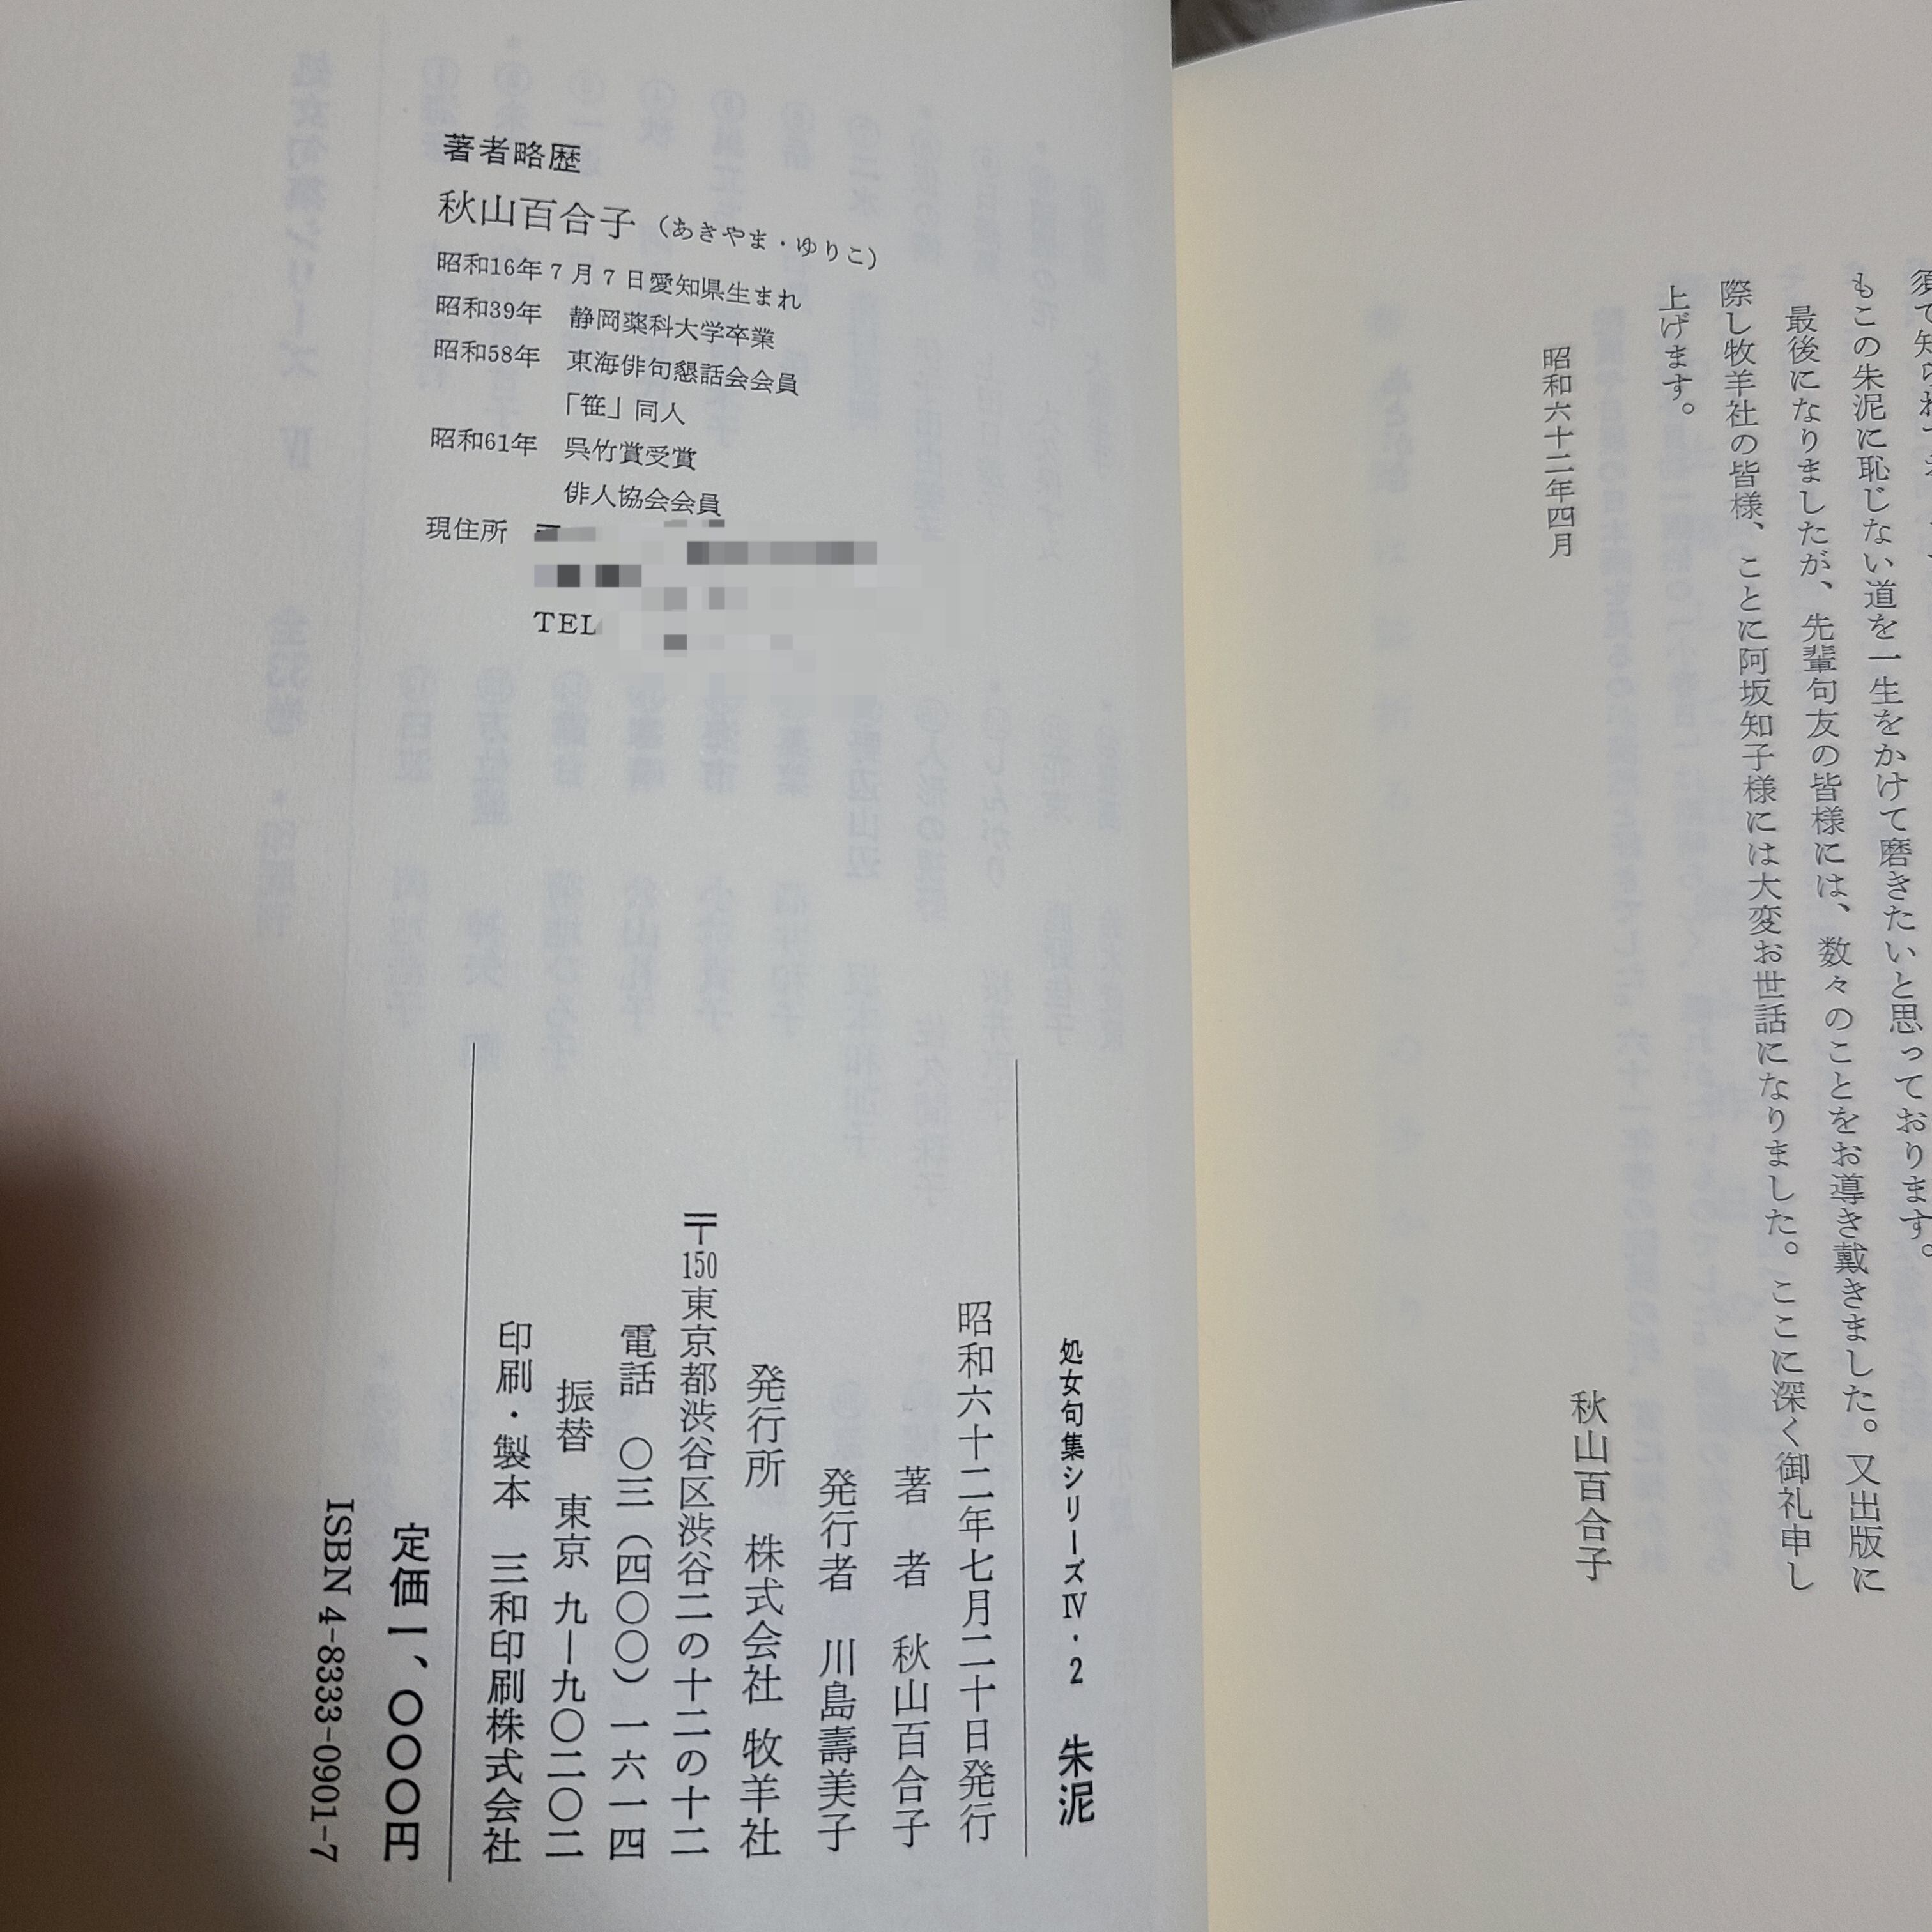 もこの朱泥に恥じない道を一生をかけて磨きたいと思っております。
最後になりましたが、先輩句友の皆様には、数々のことをお導き戴きました。又出版に
際し牧羊社の皆様、ことに阿坂知子様には大変お世話になりました。ここに深く御礼申し
上げます。
昭和六十二年四月
秋山百合子
著者略歴
秋山百合子（あきやま・ゆりこ）
昭和16年7月7日愛知県生まれ
昭和39年　静岡薬科大学卒業
昭和58年　東海俳句懇話会会員
「笹」同人
昭和61年　呉竹賞受賞
俳人協会会員
現住所
TEL
処女句集シリーズⅣ・2　朱泥
昭和六十二年七月二十日発行
著　者　秋山百合子
発行者　川島壽美子
発行所　株式会社 牧羊社
〒150東京都渋谷区渋谷二の十二の十二
電話　〇三（四〇〇）一六一四
振替　東京 九―九〇二〇二
印刷・製本　三和印刷株式会社
定価一、〇〇〇円
ISBN 4-8333-0901-7